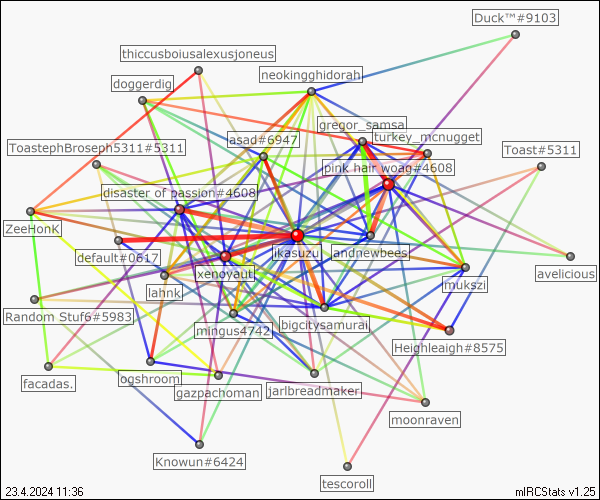 Duck™#9103
thiccusboiusalexusjoneus
neokingghidorah
doggerdig
gregor_samsa
turkey_mcnugget
asad#6947
ToastephBroseph5311#5311
Toast#5311
pink hair woag#4608
disaster of passion#4608
ZeeHonK
default#0617
ikasuzu
andnewbees
xenoyaut
avelicious
lahnk
mukszi
Random Stuf6#5983
mingus4742
bigcitysamurai
Heighleaigh#8575
facadas.
ogshroom
gazpachoman
jarlbreadmaker
moonraven
Knowun#6424
tescoroll
23.4.2024 11:36
mIRCStats v1.25